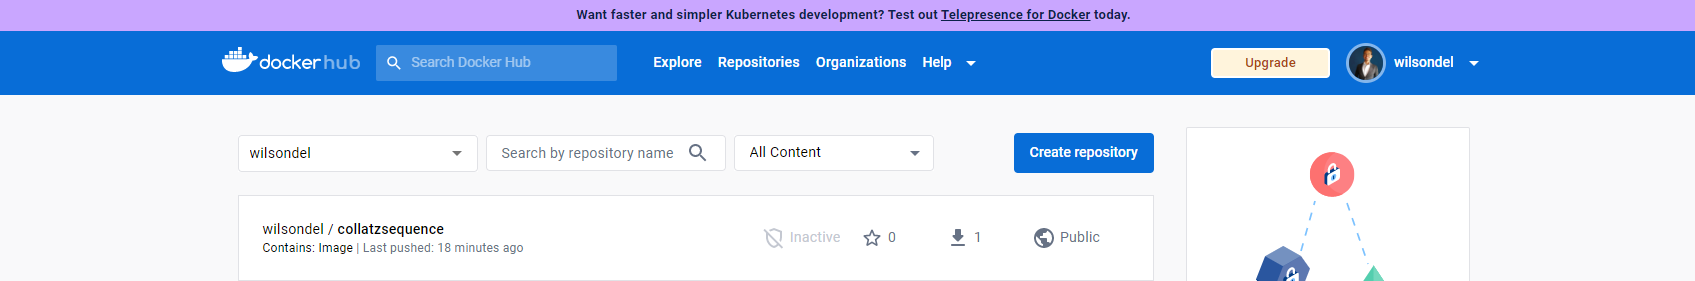 Want faster and simpler Kubernetes development? Test out Telepresence for Docker today.
docker hub Search Docker Hub Explore Repositories Organizations Help Upgrade wilsondel
wilsondel Search by repository name All Content Create repository
wilsondel / collatzsequence Inactive 0 1 Public
Contains: Image | Last pushed: 18 minutes ago